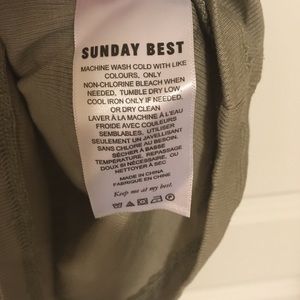 SUNDAY BEST
MACHINE WASH COLD WITH LIKE
COLOURS, ONLY
NON-CHLORINE BLEACH WHEN
NEEDED, TUMBLE DRY LOW,
COOL IRON ONLY IF NEEDED,
OR DRY CLEAN
LAVER À LA MACHINE À L'EAU
FROIDE AVEC COULEURS
SEMBLABLES, UTILISER
SEULEMENT UN JAVELLISANT
SANS CHLORE AU BESOIN,
SÉCHER À BASSE
TEMPÉRATURE, REPASSAGE
DOUX SI NÉCESSAIRE, OU
NETTOYER À SEC
MADE IN CHINA
FABRIQUE EN CHINE
Keep me at my best.